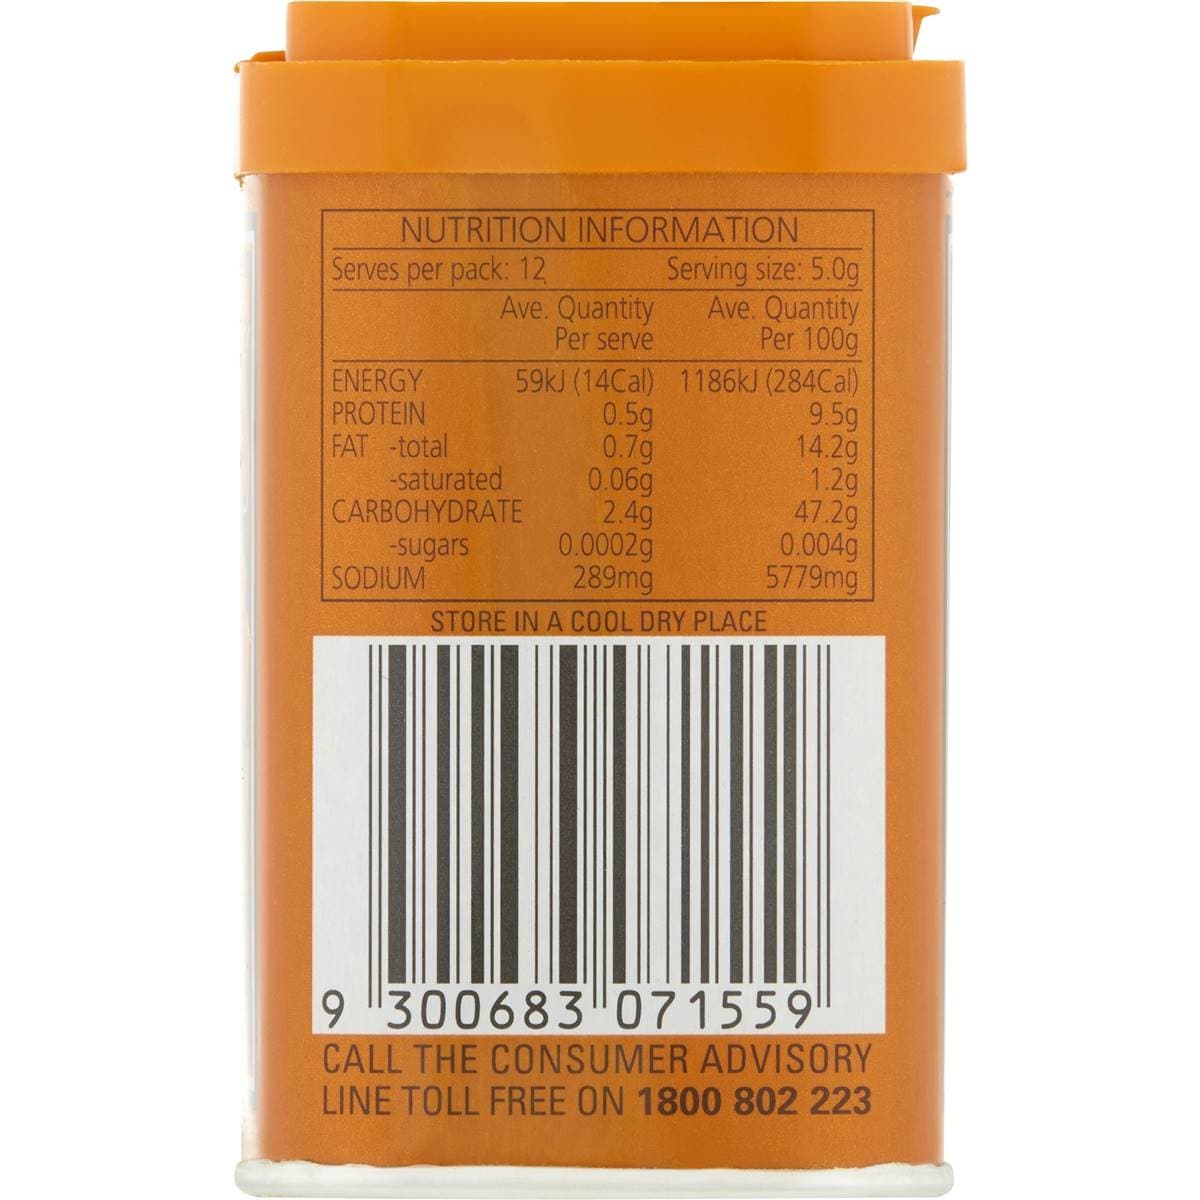 NUTRITION INFORMATION
Serves per pack: 12 Serving size: 5.0g
Ave. Quantity Ave. Quantity
Per serve Per 100g
ENERGY 59kJ (14Cal) 1186kJ (284Cal)
PROTEIN 0.5g 9.5g
FAT -total 0.7g 14.2g
-saturated 0.06g 1.2g
CARBOHYDRATE 2.4g 47.2g
-sugars 0.0002g 0.004g
SODIUM 289mg 5779mg
STORE IN A COOL DRY PLACE
9 300683 071559
CALL THE CONSUMER ADVISORY
LINE TOLL FREE ON 1800 802 223